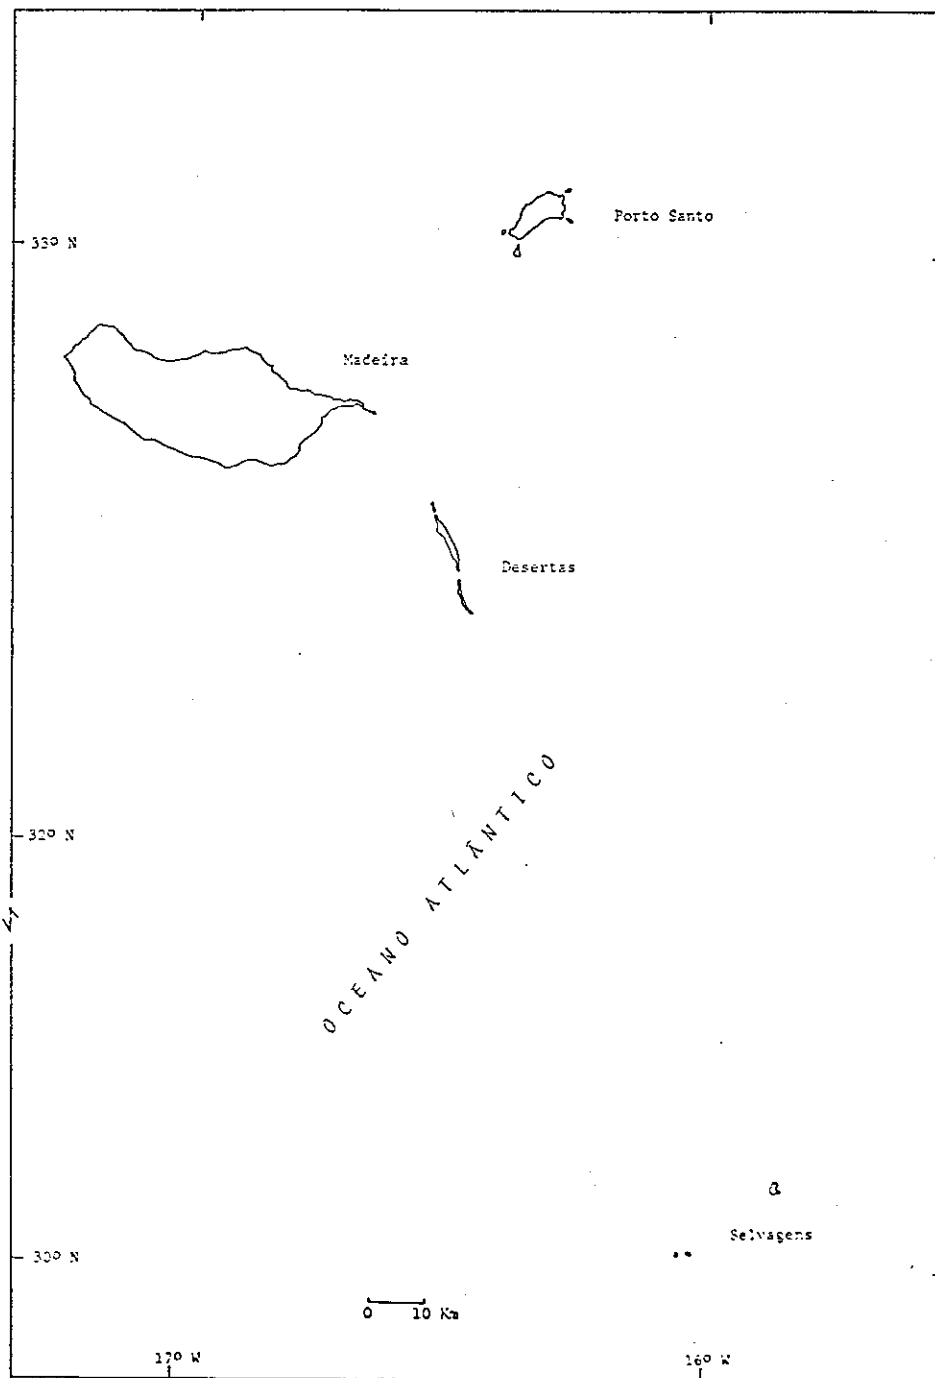 Porto Santo
33º N
Madeira
Desertas
32º N
OCEANO ATLÂNTICO
Selvagens
30º N
0 10 Km
17º W 16º W